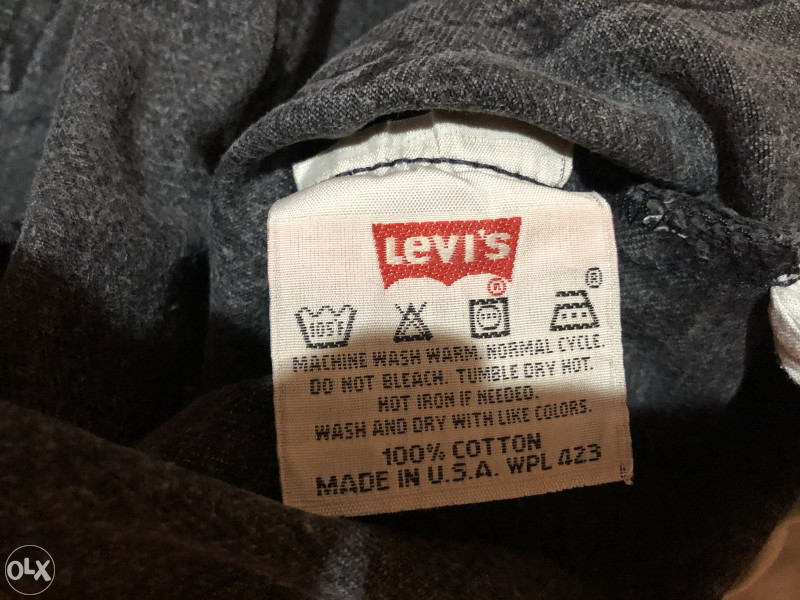 LEVI'S
®
105F
®
MACHINE WASH WARM, NORMAL CYCLE.
DO NOT BLEACH. TUMBLE DRY HOT.
HOT IRON IF NEEDED.
WASH AND DRY WITH LIKE COLORS.
100% COTTON
MADE IN U.S.A. WPL 423
OLX